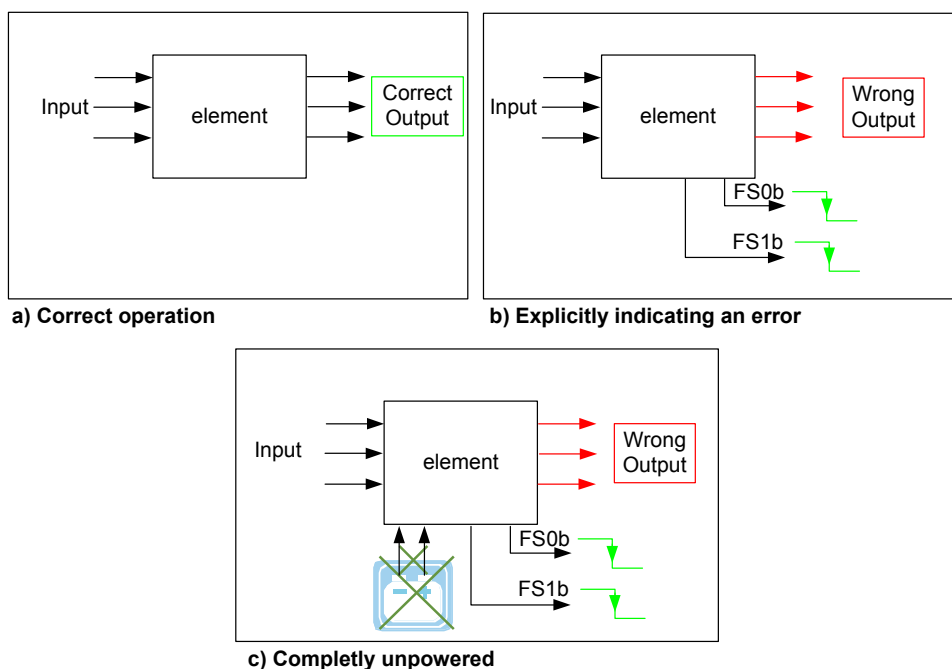 Input
element
Correct
Output
a) Correct operation
Input
element
Wrong
Output
FS0b
FS1b
b) Explicitly indicating an error
Input
element
Wrong
Output
FS0b
FS1b
c) Completly unpowered